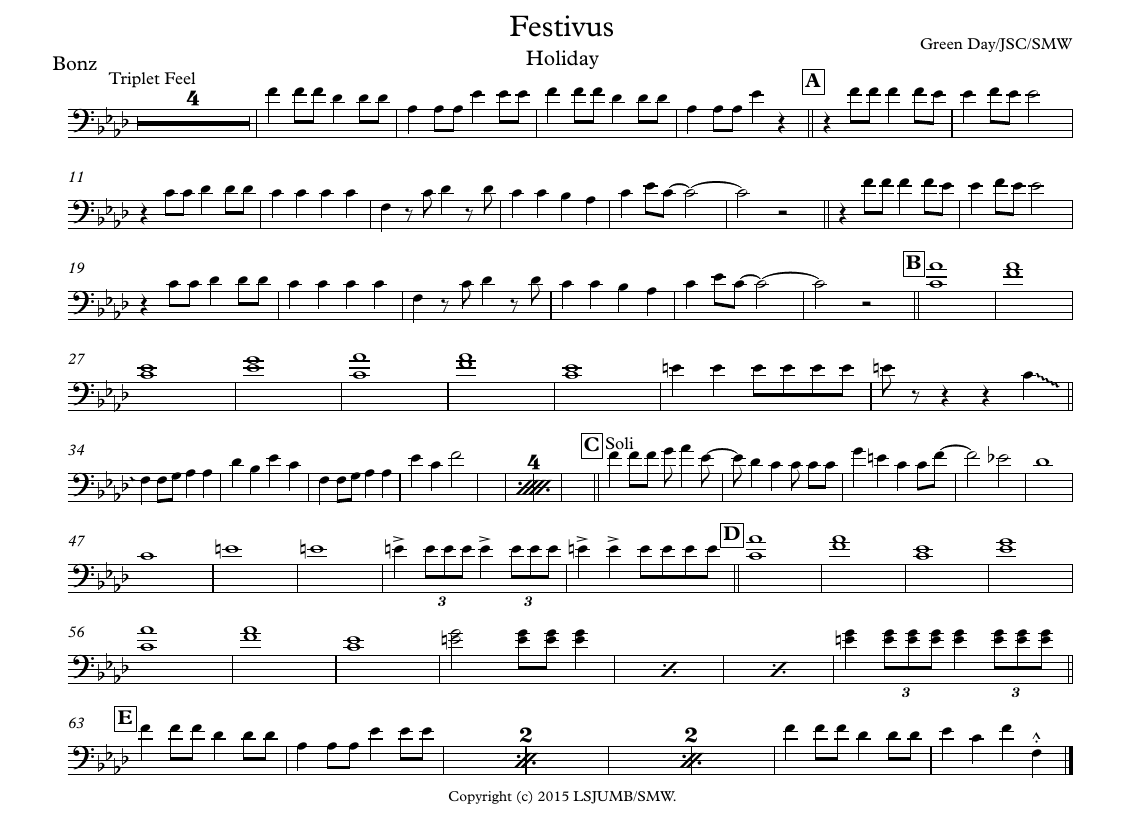 Festivus
Holiday
Green Day/JSC/SMW
Bonz
Triplet Feel
4
A
11
19
B
27
34
4
C Soli
47
3
3
D
56
3
3
63
E
2
2
Copyright (c) 2015 LSJUMB/SMW.